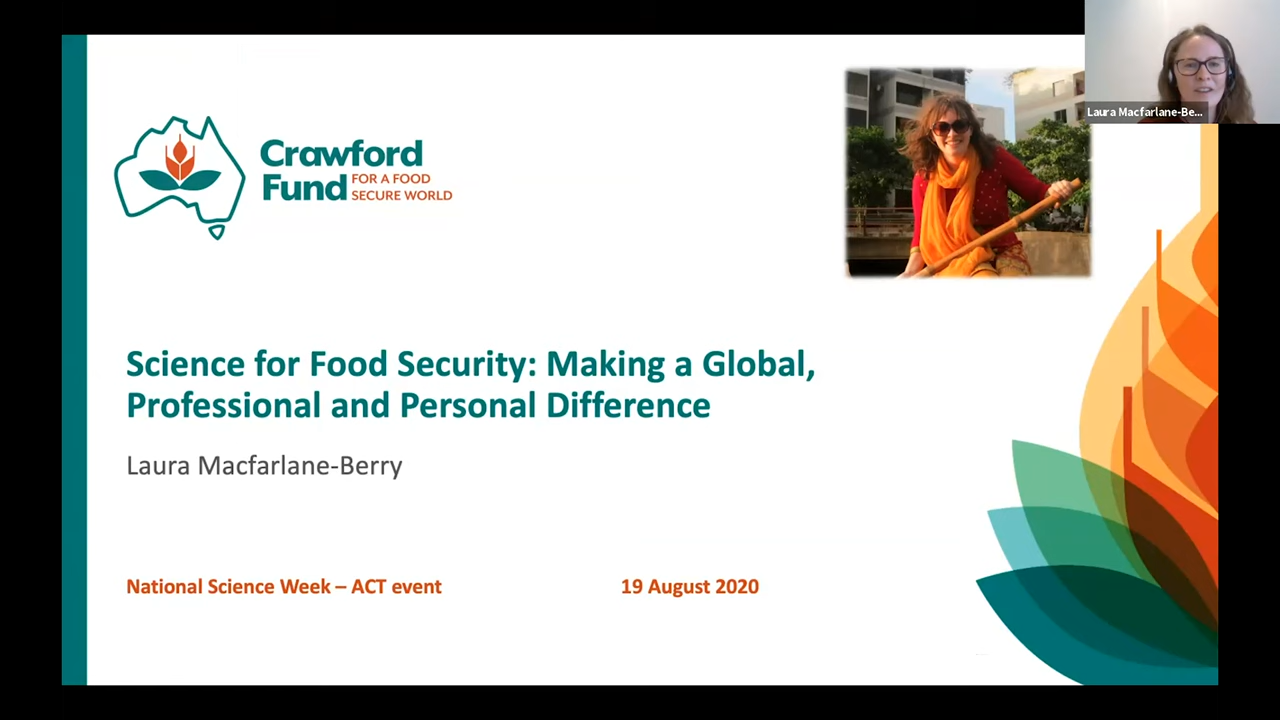 Laura Macfarlane-Be...
Crawford
Fund FOR A FOOD
SECURE WORLD
Science for Food Security: Making a Global,
Professional and Personal Difference
Laura Macfarlane-Berry
National Science Week – ACT event
19 August 2020